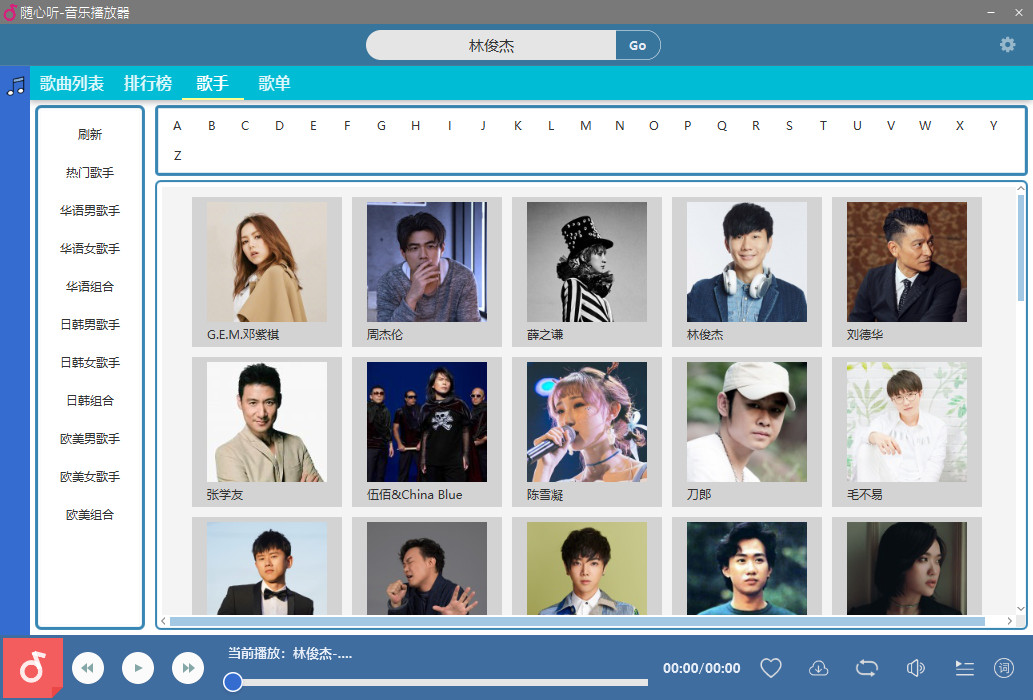 随心听-音乐播放器
林俊杰 Go
歌曲列表 排行榜 歌手 歌单
刷新
热门歌手
华语男歌手
华语女歌手
华语组合
日韩男歌手
日韩女歌手
日韩组合
欧美男歌手
欧美女歌手
欧美组合
A B C D E F G H I J K L M N O P Q R S T U V W X Y
Z
G.E.M.邓紫棋 周杰伦 薛之谦 林俊杰 刘德华
张学友 伍佰&China Blue 陈雪凝 刀郎 毛不易
当前播放：林俊杰-....
00:00/00:00
词